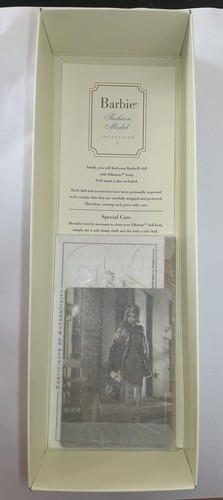 Barbie®
Fashion
Model
COLLECTION
Inside, you will find your Barbie® doll
with Silkstone™ body.
Doll stand is also included.
Each doll and accessories have been personally inspected
to be certain that they are carefully wrapped and protected.
Therefore, unwrap each piece with care.
Special Care
Should it ever be necessary to clean your Silkstone™ doll body,
simply use a soft damp cloth and dry with a soft cloth.
CERTIFICATE OF AUTHENTICITY